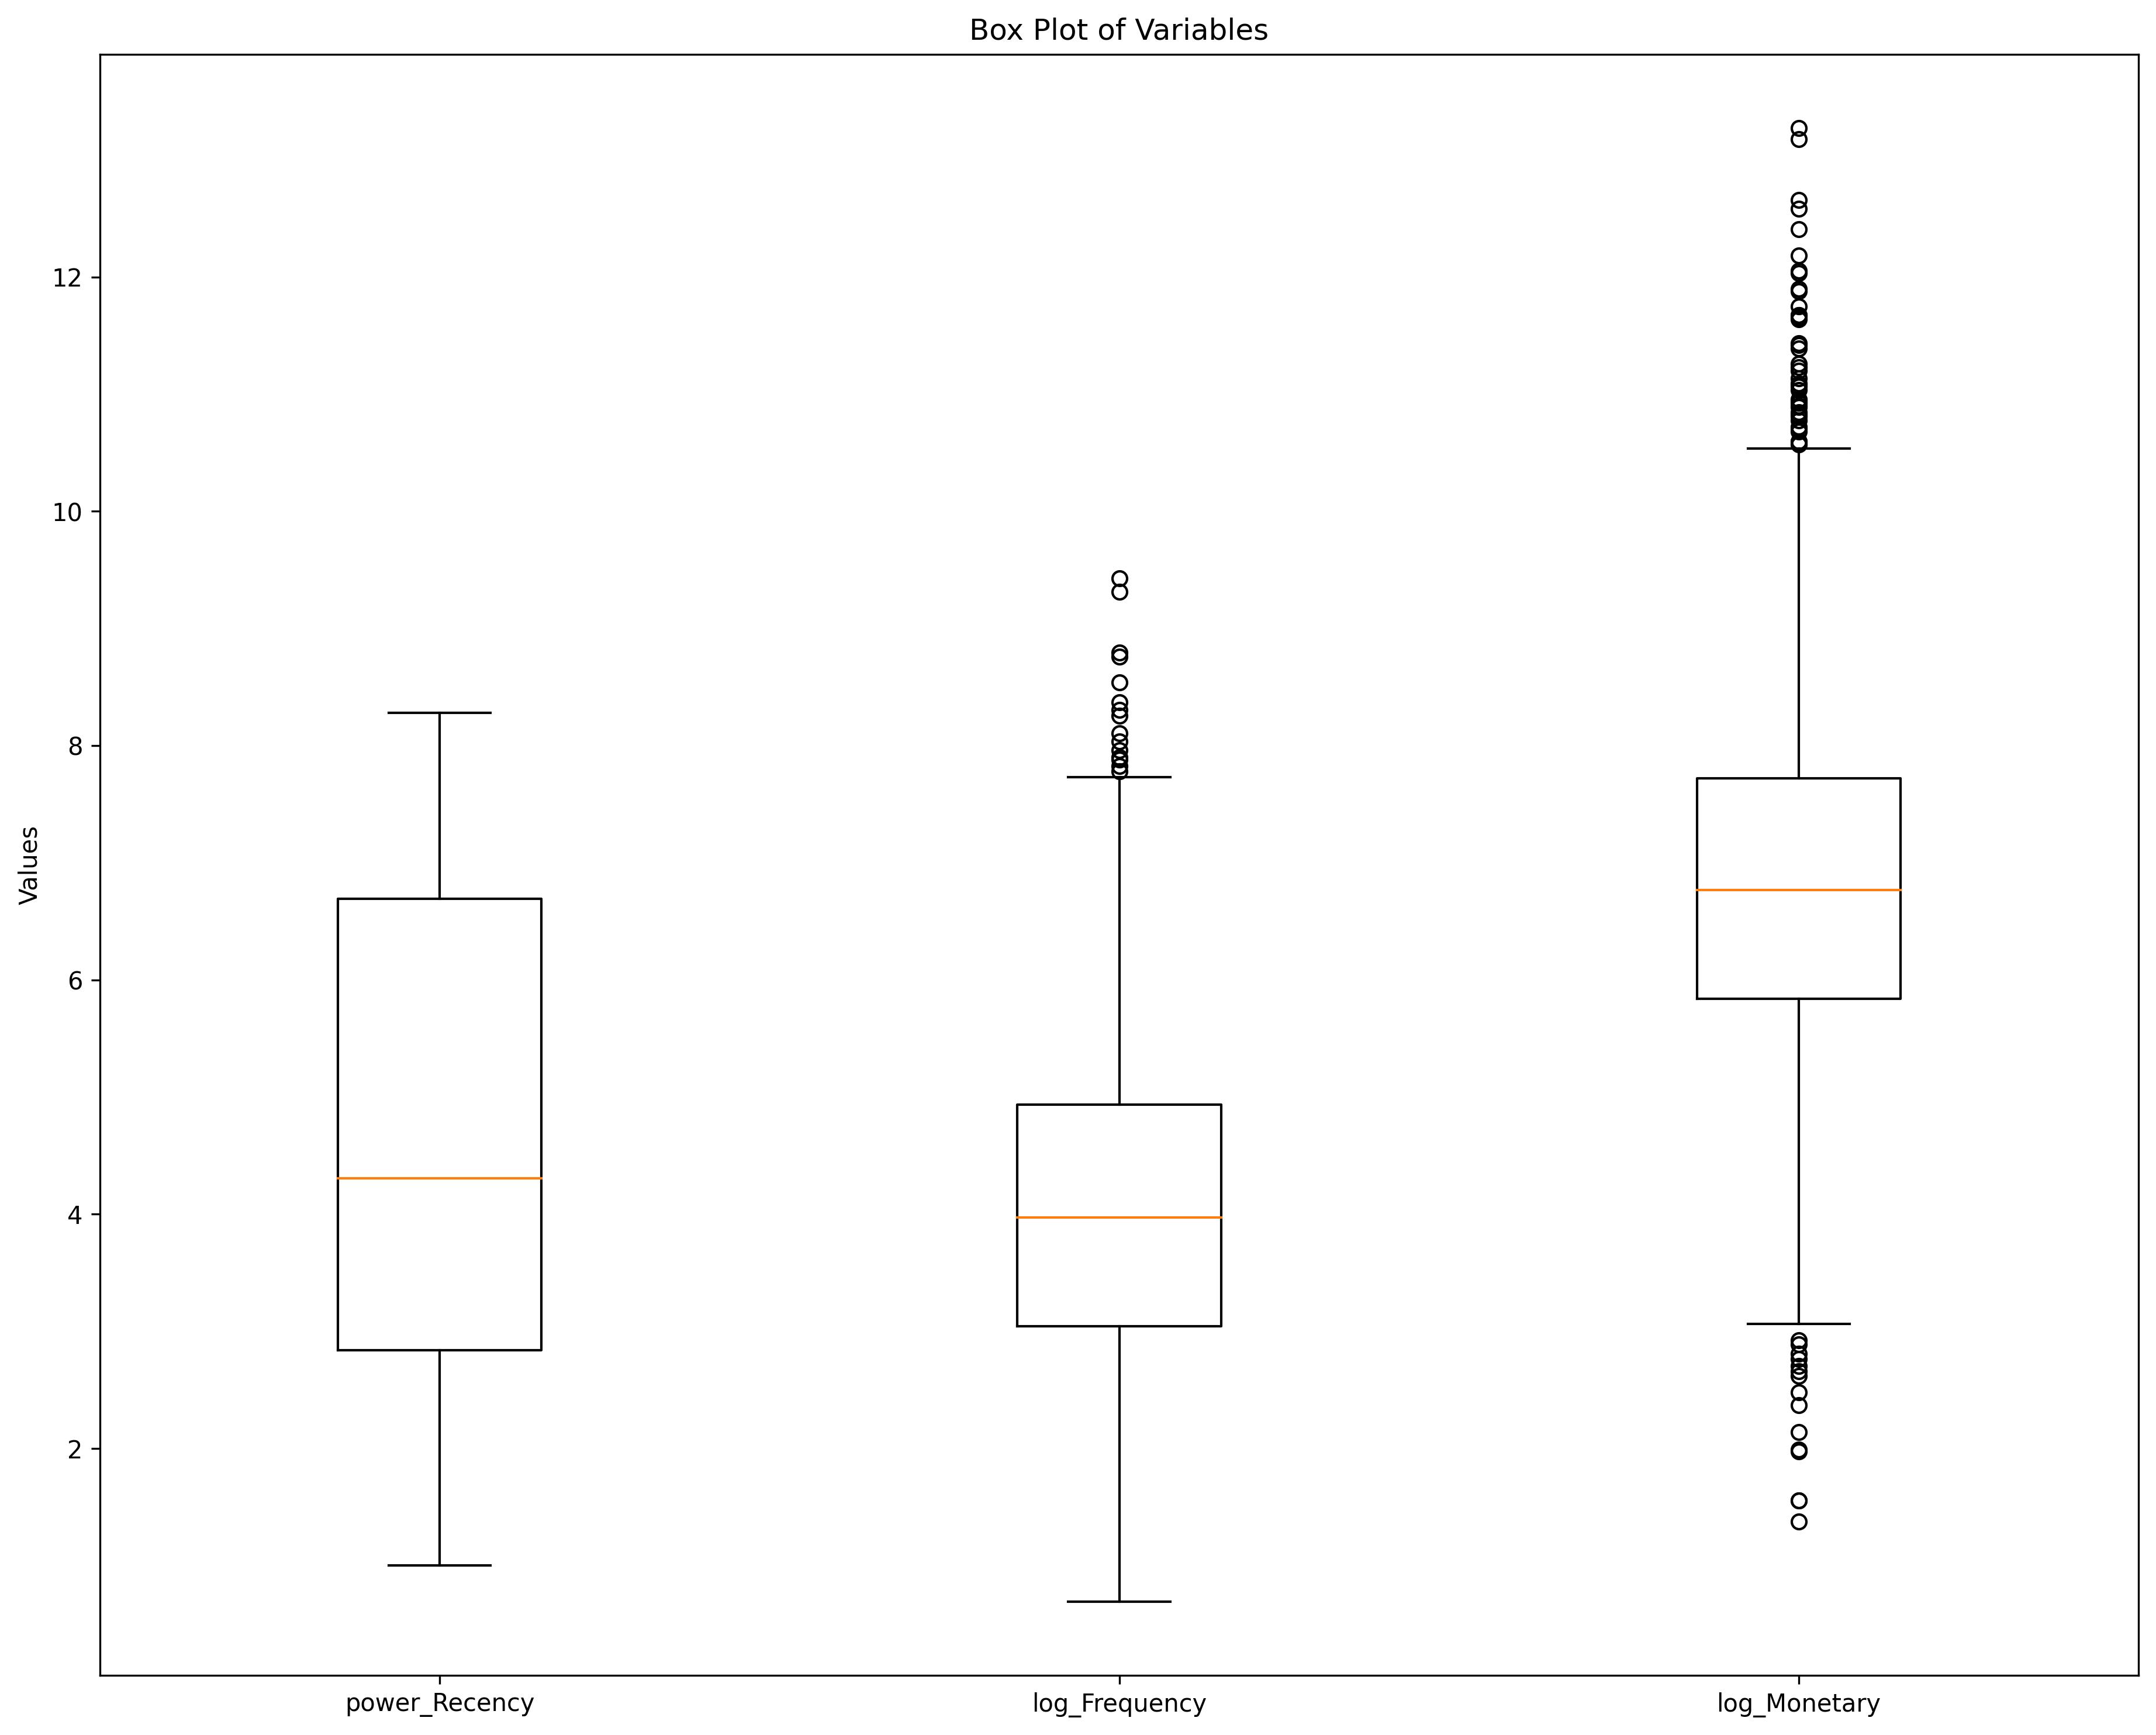 Box Plot of Variables
Values
12
10
8
6
4
2
power_Recency
log_Frequency
log_Monetary